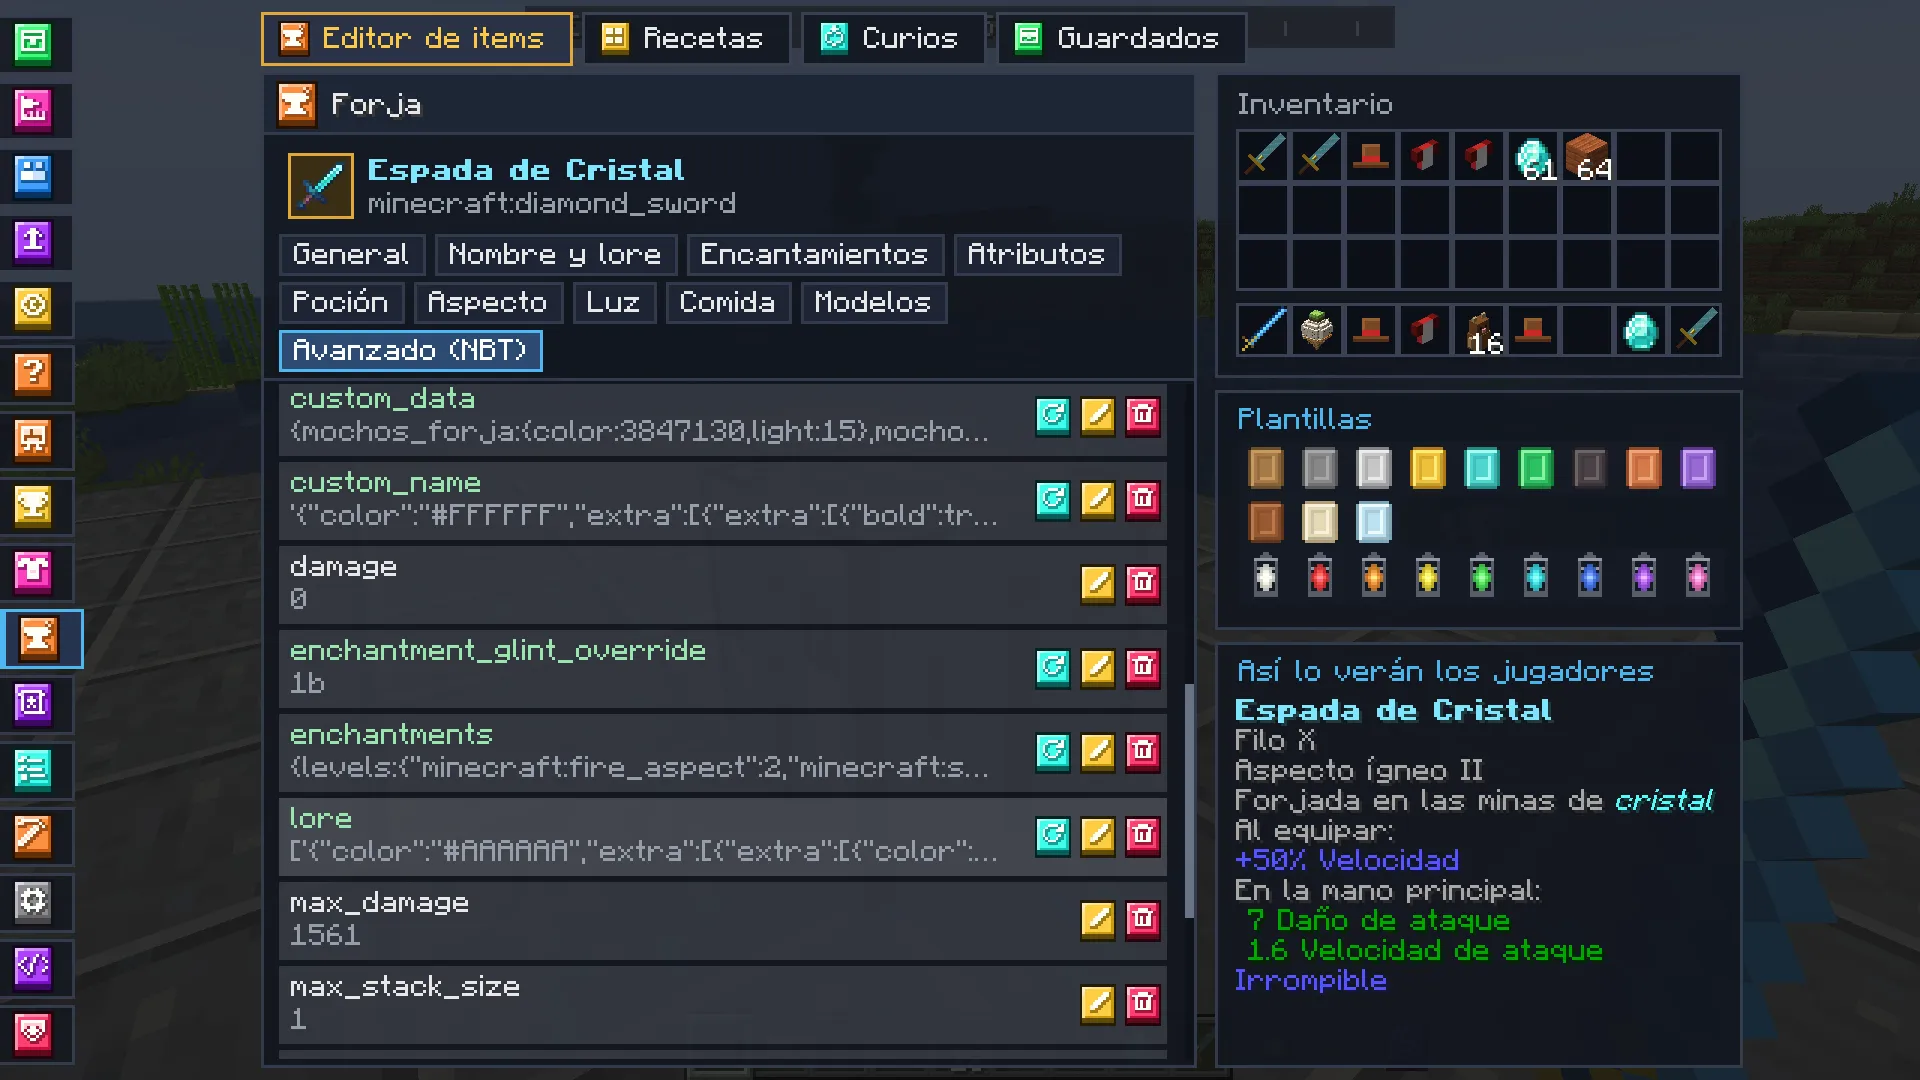 Editor de items
Recetas
Curios
Guardados
Forja
Espada de Cristal
minecraft:diamond_sword
General
Nombre y lore
Encantamientos
Atributos
Poción
Aspecto
Luz
Comida
Modelos
Avanzado (NBT)
custom_data
{mochos_forja:{color:3847130,light:15},mocho...
custom_name
'{"color":"#FFFFFF","extra":[{"extra":[{"bold":tr...
damage
0
enchantment_glint_override
1b
enchantments
{levels:{"minecraft:fire_aspect":2,"minecraft:s...
lore
['{"color":"#AAAAAA","extra":[{"extra":[{"color":...
max_damage
1561
max_stack_size
1
Inventario
61
64
16
Plantillas
Así lo verán los jugadores
Espada de Cristal
Filo X
Aspecto ígneo II
Forjada en las minas de cristal
Al equipar:
+50% Velocidad
En la mano principal:
7 Daño de ataque
1.6 Velocidad de ataque
Irrompible